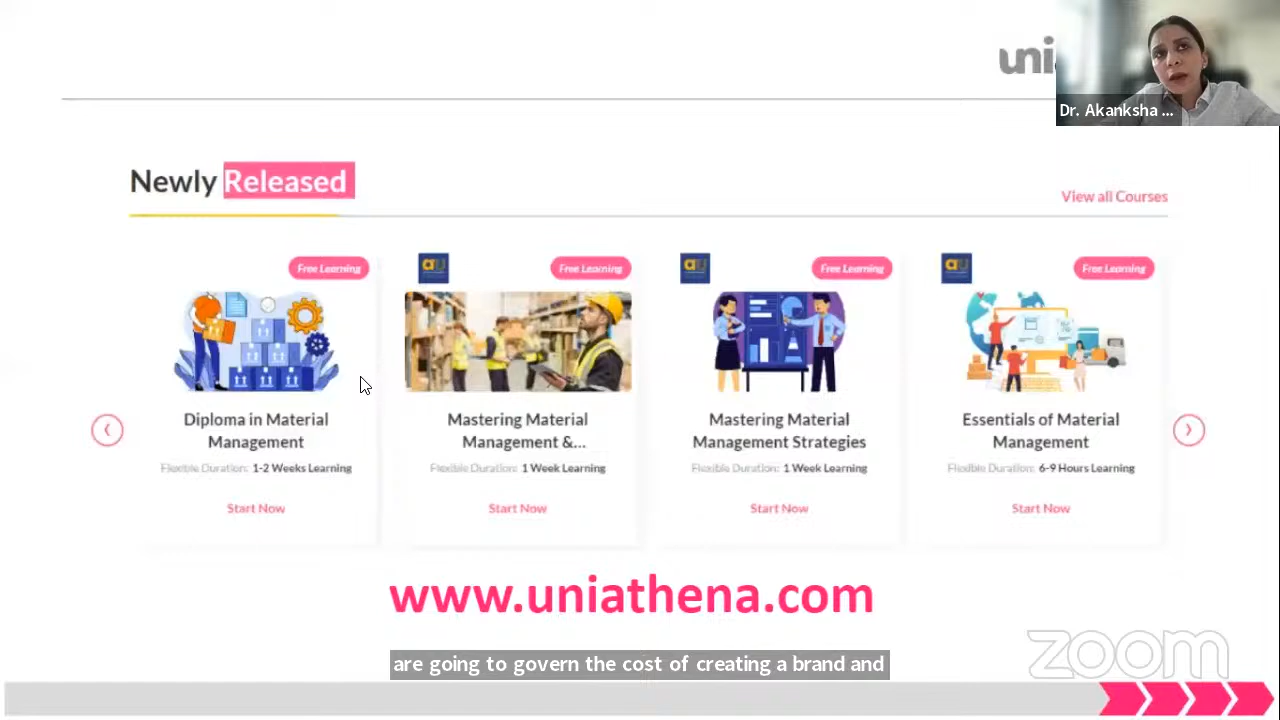 uni
Dr. Akanksha ...
Newly Released
View all Courses
Free Learning
Free Learning
Free Learning
Free Learning
Diploma in Material
Management
Flexible Duration: 1-2 Weeks Learning
Start Now
Mastering Material
Management &...
Flexible Duration: 1 Week Learning
Start Now
Mastering Material
Management Strategies
Flexible Duration: 1 Week Learning
Start Now
Essentials of Material
Management
Flexible Duration: 6-9 Hours Learning
Start Now
www.uniathena.com
are going to govern the cost of creating a brand and
zoom